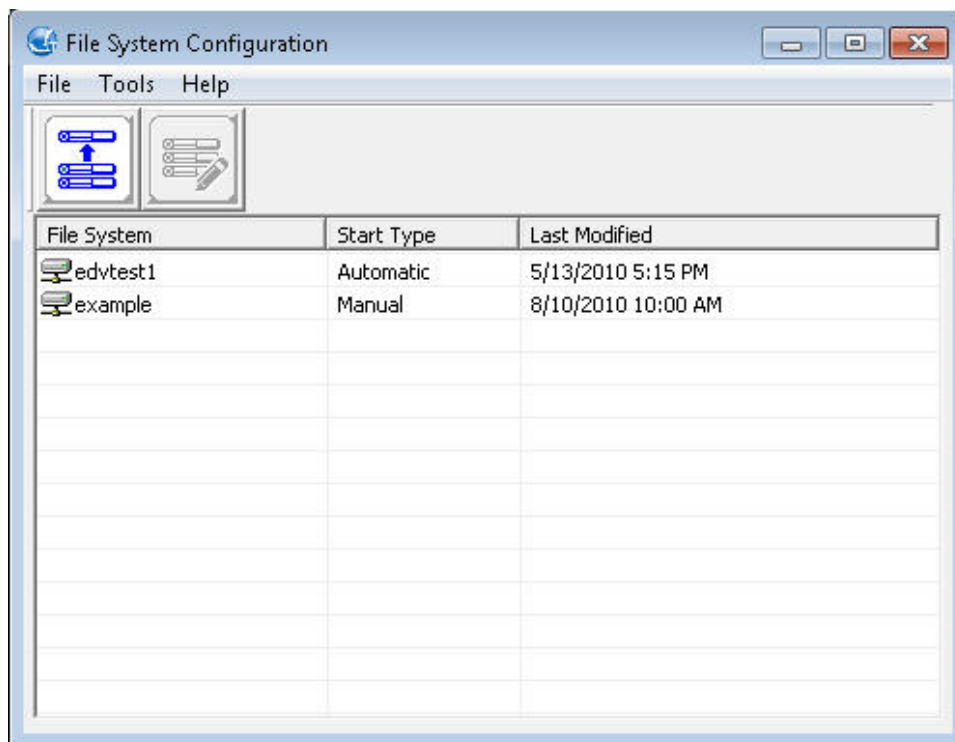 File System Configuration
File Tools Help
File System Start Type Last Modified
edvtest1 Automatic 5/13/2010 5:15 PM
example Manual 8/10/2010 10:00 AM